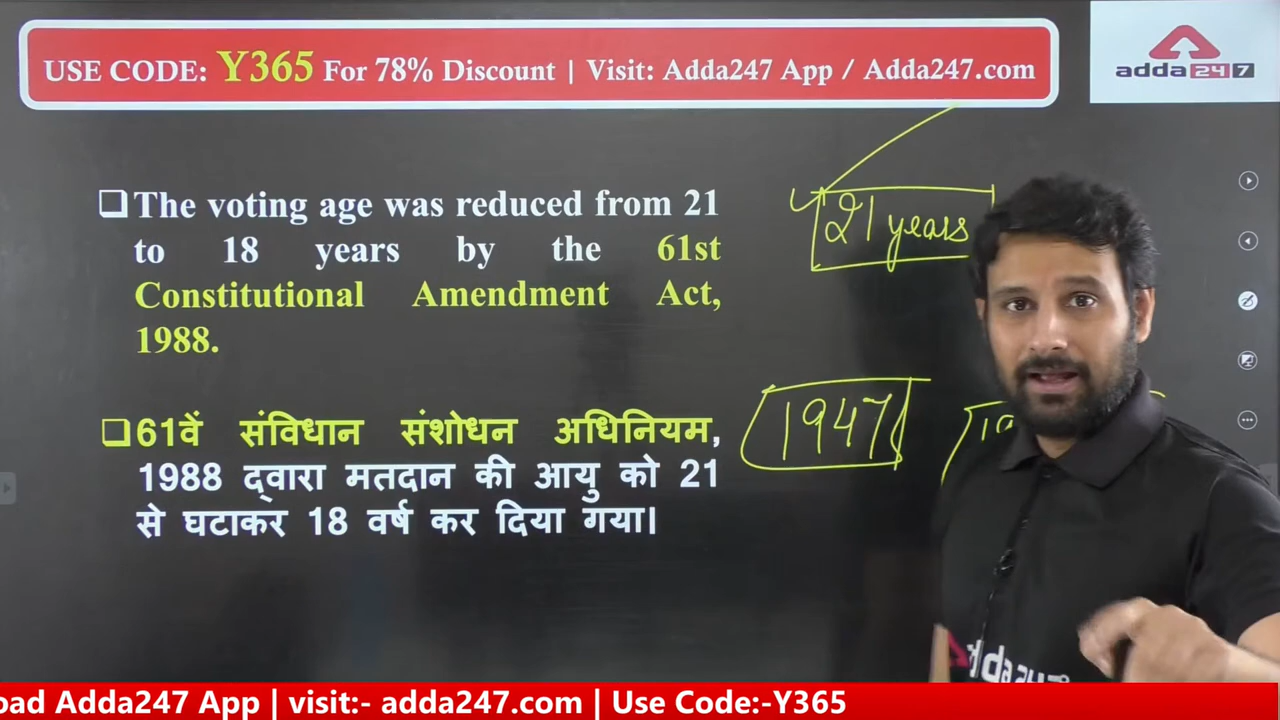 USE CODE: Y365 For 78% Discount | Visit: Adda247 App / Adda247.com
adda247
❑The voting age was reduced from 21
to 18 years by the 61st
Constitutional Amendment Act,
1988.
21 years
❑61वें संविधान संशोधन अधिनियम,
1988 द्वारा मतदान की आयु को 21
से घटाकर 18 वर्ष कर दिया गया।
1947
oad Adda247 App | visit:- adda247.com | Use Code:-Y365